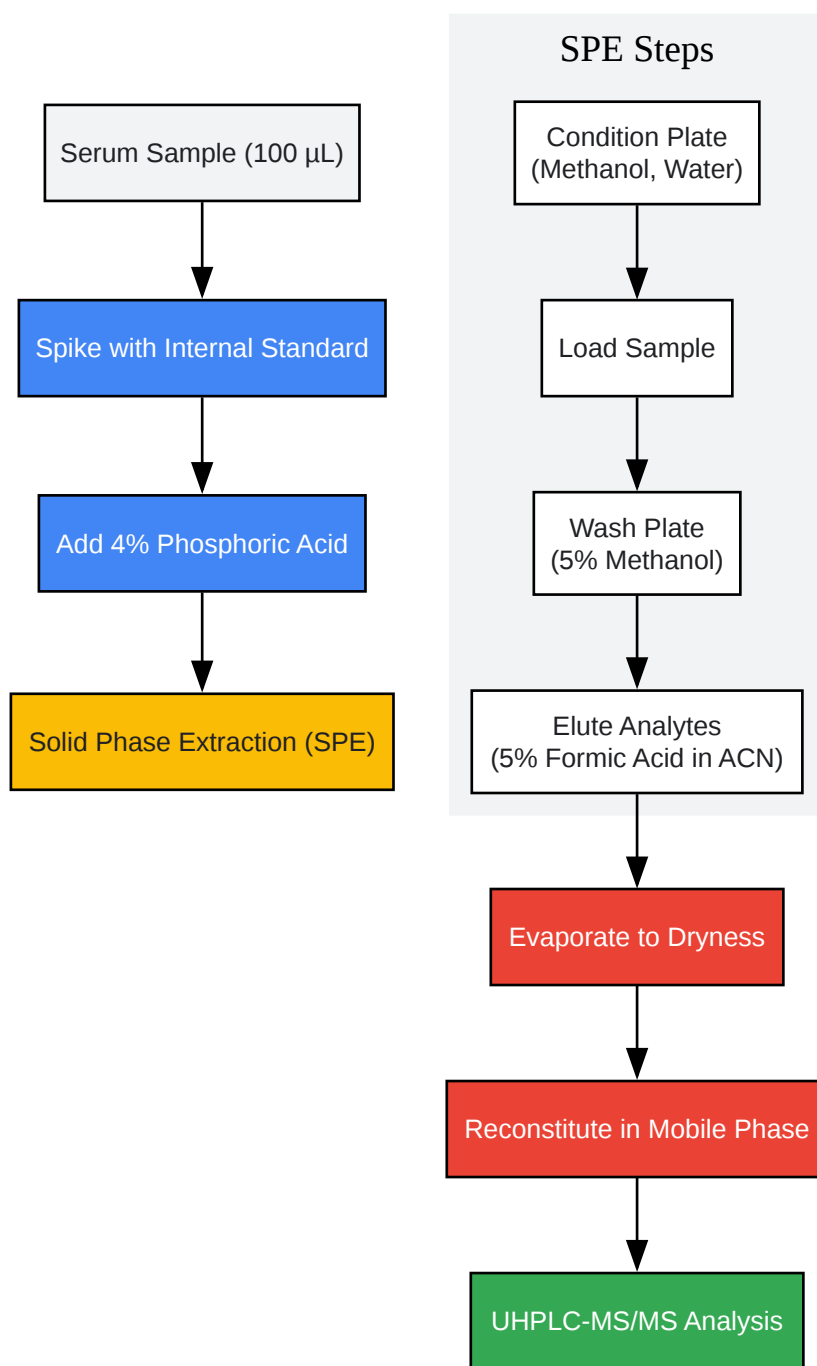 Serum Sample (100 µL)
Spike with Internal Standard
Add 4% Phosphoric Acid
Solid Phase Extraction (SPE)
SPE Steps
Condition Plate
(Methanol, Water)
Load Sample
Wash Plate
(5% Methanol)
Elute Analytes
(5% Formic Acid in ACN)
Evaporate to Dryness
Reconstitute in Mobile Phase
UHPLC-MS/MS Analysis